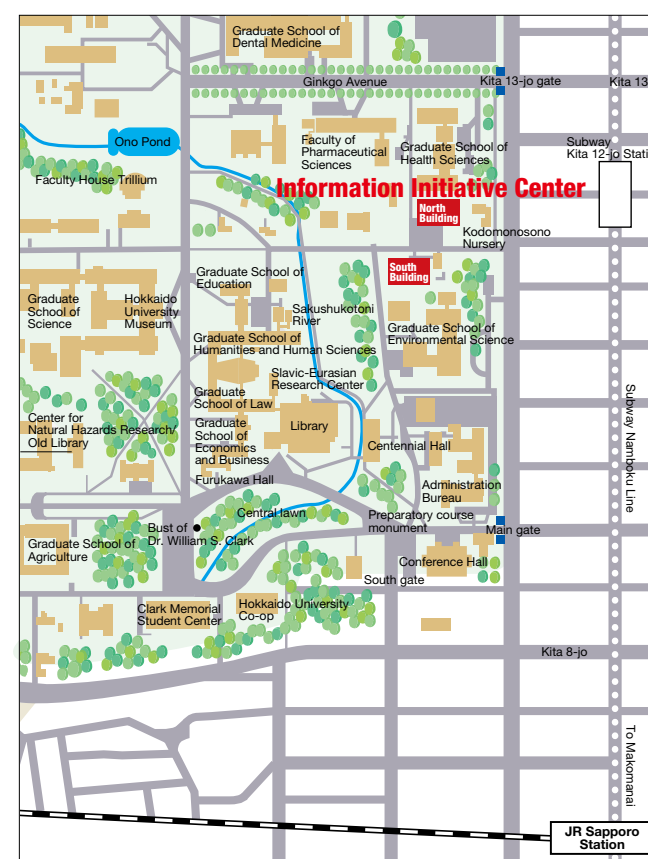 Graduate School of
Dental Medicine
Ginkgo Avenue
Kita 13-jo gate
Kita 13
Ono Pond
Faculty of
Pharmaceutical
Sciences
Graduate School of
Health Sciences
Subway
Kita 12-jo Stati
Faculty House Trillium
Information Initiative Center
North
Building
Kodomonosono
Nursery
South
Building
Graduate School of
Education
Graduate
School of
Science
Hokkaido
University
Museum
Sakushukotoni
River
Graduate School of
Environmental Science
Graduate School of
Humanities and Human Sciences
Slavic-Eurasian
Research Center
Graduate
School of Law
Subway Namboku Line
Center for
Natural Hazards Research/
Old Library
Graduate
School of
Economics
and Business
Library
Centennial Hall
Furukawa Hall
Administration
Bureau
Central lawn
Preparatory course
monument
Main gate
Bust of
Dr. William S. Clark
Graduate School of
Agriculture
Conference Hall
South gate
Clark Memorial
Student Center
Hokkaido University
Co-op
Kita 8-jo
To Makomanai
JR Sapporo
Station